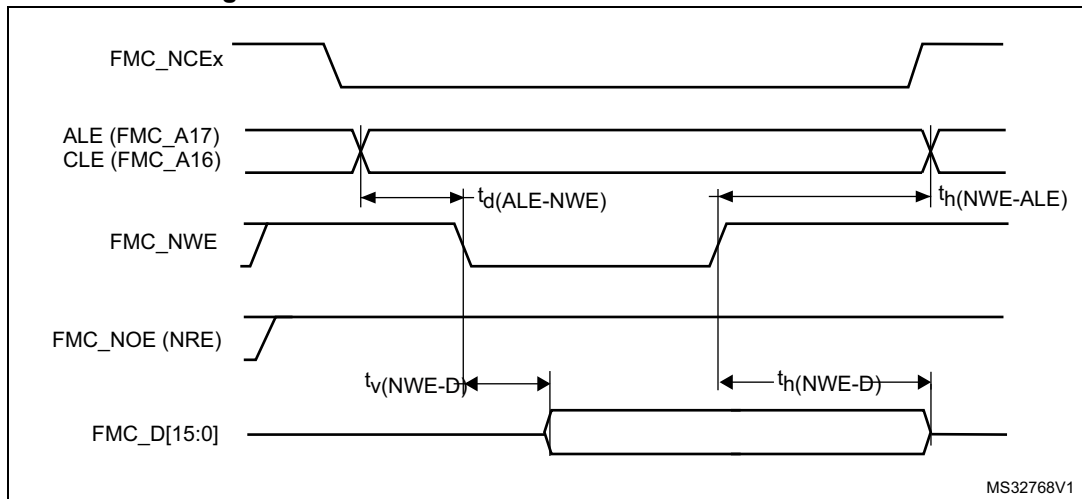 FMC_NCEx
ALE (FMC_A17)
CLE (FMC_A16)
td(ALE-NWE)
th(NWE-ALE)
FMC_NWE
FMC_NOE (NRE)
tv(NWE-D)
th(NWE-D)
FMC_D[15:0]
MS32768V1